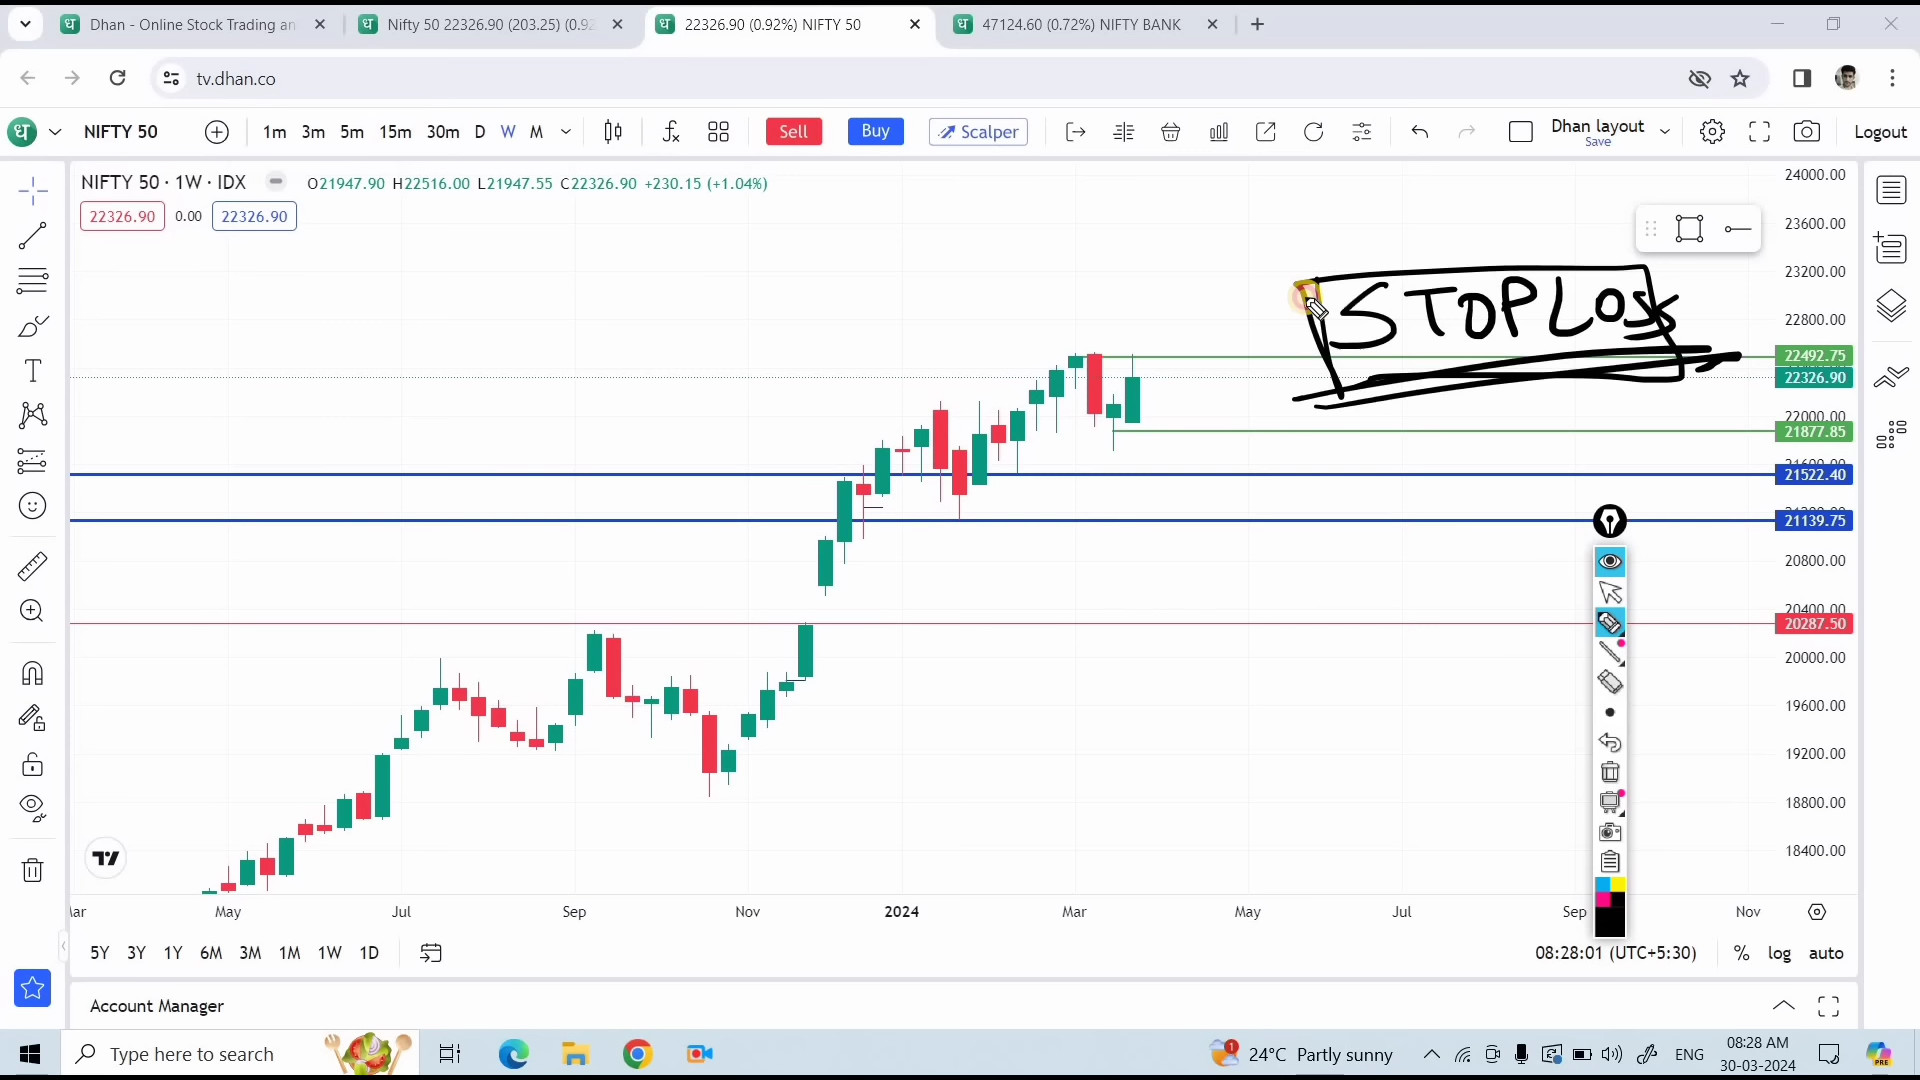 Dhan - Online Stock Trading an
Nifty 50 22326.90 (203.25) (0.92
22326.90 (0.92%) NIFTY 50
47124.60 (0.72%) NIFTY BANK
tv.dhan.co
ध NIFTY 50 1m 3m 5m 15m 30m D W M Sell Buy Scalper Dhan layout Save Logout
NIFTY 50 · 1W · IDX O21947.90 H22516.00 L21947.55 C22326.90 +230.15 (+1.04%)
22326.90 0.00 22326.90
STOPLOSS
24000.00
23600.00
23200.00
22800.00
22492.75
22326.90
22000.00
21877.85
21522.40
21139.75
20800.00
20400.00
20287.50
20000.00
19600.00
19200.00
18800.00
18400.00
May Jul Sep Nov 2024 Mar May Jul Sep Nov
5Y 3Y 1Y 6M 3M 1M 1W 1D 08:28:01 (UTC+5:30) % log auto
Account Manager
Type here to search 24°C Partly sunny ENG 08:28 AM
30-03-2024